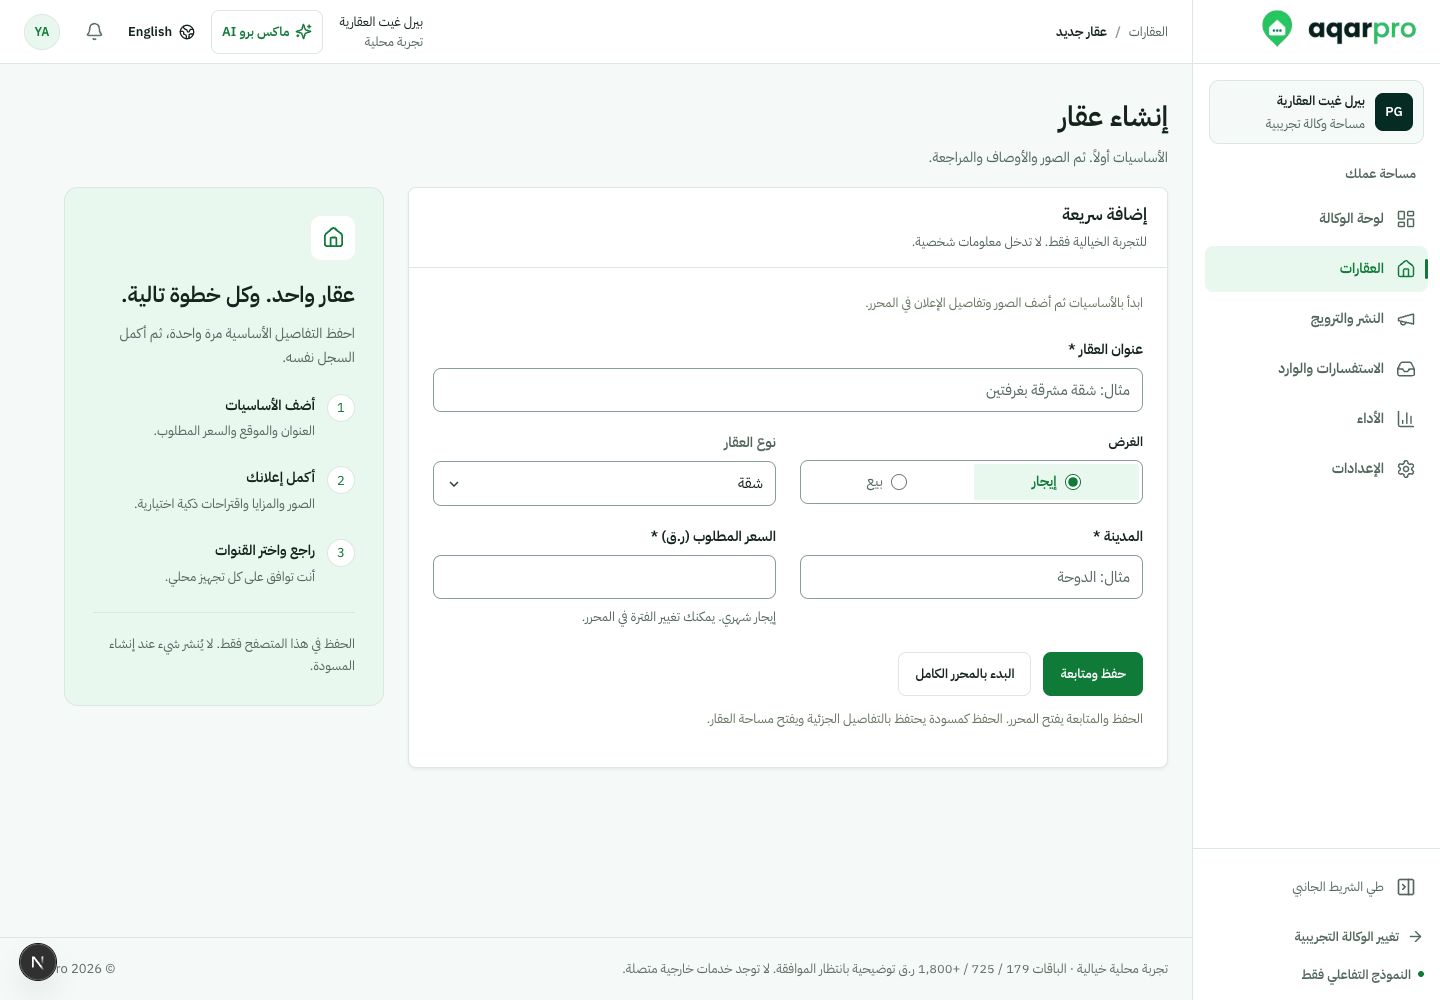 aqarpro
العقارات / عقار جديد
بيرل غيت العقارية
تجربة محلية
ماكس برو AI
English
YA
PG
بيرل غيت العقارية
مساحة وكالة تجريبية
مساحة عملك
لوحة الوكالة
العقارات
النشر والترويج
الاستفسارات والوارد
الأداء
الإعدادات
طي الشريط الجانبي
تغيير الوكالة التجريبية
النموذج التفاعلي فقط
إنشاء عقار
الأساسيات أولاً. ثم الصور والأوصاف والمراجعة.
إضافة سريعة
للتجربة الخيالية فقط. لا تدخل معلومات شخصية.
ابدأ بالأساسيات ثم أضف الصور وتفاصيل الإعلان في المحرر.
عنوان العقار *
مثال: شقة مشرقة بغرفتين
الغرض
إيجار
بيع
نوع العقار
شقة
المدينة *
مثال: الدوحة
السعر المطلوب (ر.ق) *
إيجار شهري. يمكنك تغيير الفترة في المحرر.
حفظ ومتابعة
البدء بالمحرر الكامل
الحفظ والمتابعة يفتح المحرر. الحفظ كمسودة يحتفظ بالتفاصيل الجزئية ويفتح مساحة العقار.
عقار واحد. وكل خطوة تالية.
احفظ التفاصيل الأساسية مرة واحدة، ثم أكمل
السجل نفسه.
1
أضف الأساسيات
العنوان والموقع والسعر المطلوب.
2
أكمل إعلانك
الصور والمزايا واقتراحات ذكية اختيارية.
3
راجع واختر القنوات
أنت توافق على كل تجهيز محلي.
الحفظ في هذا المتصفح فقط. لا يُنشر شيء عند إنشاء
المسودة.
تجربة محلية خيالية · الباقات 179 / 725 / +1,800 ر.ق توضيحية بانتظار الموافقة. لا توجد خدمات خارجية متصلة.
ro 2026 ©
N